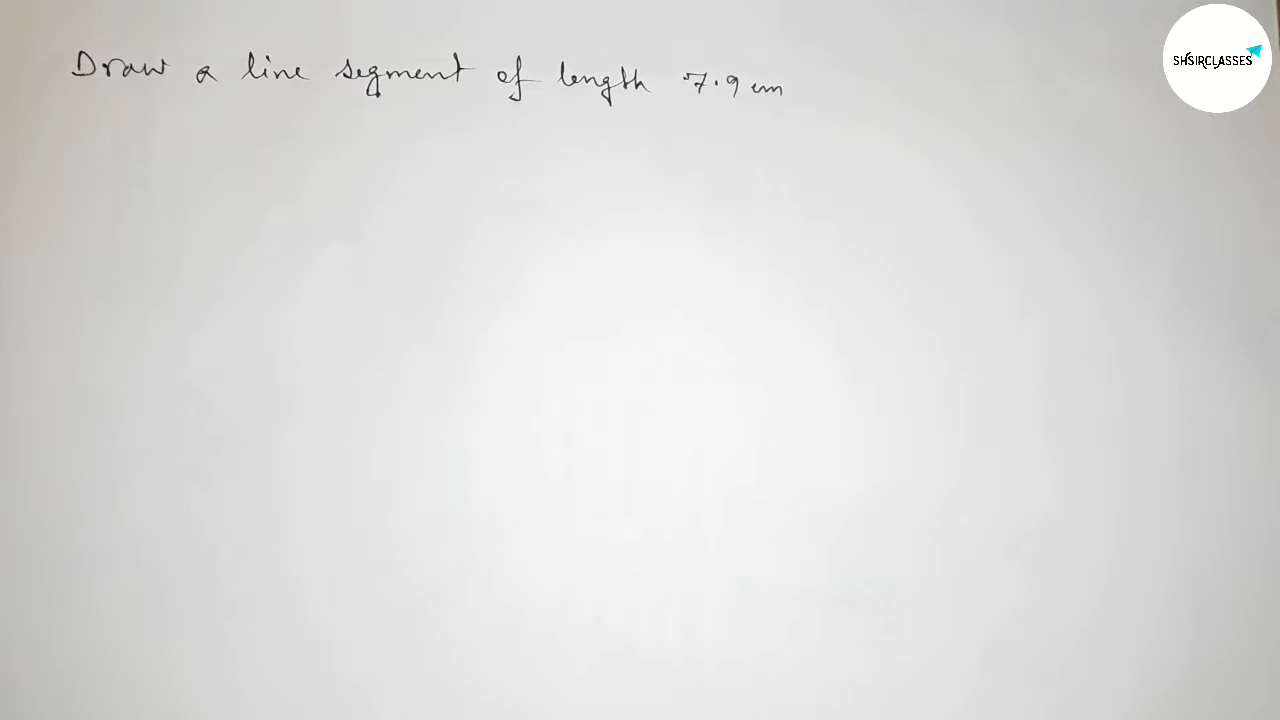 Draw a line segment of length 7.9 cm
SHSIRCLASSES